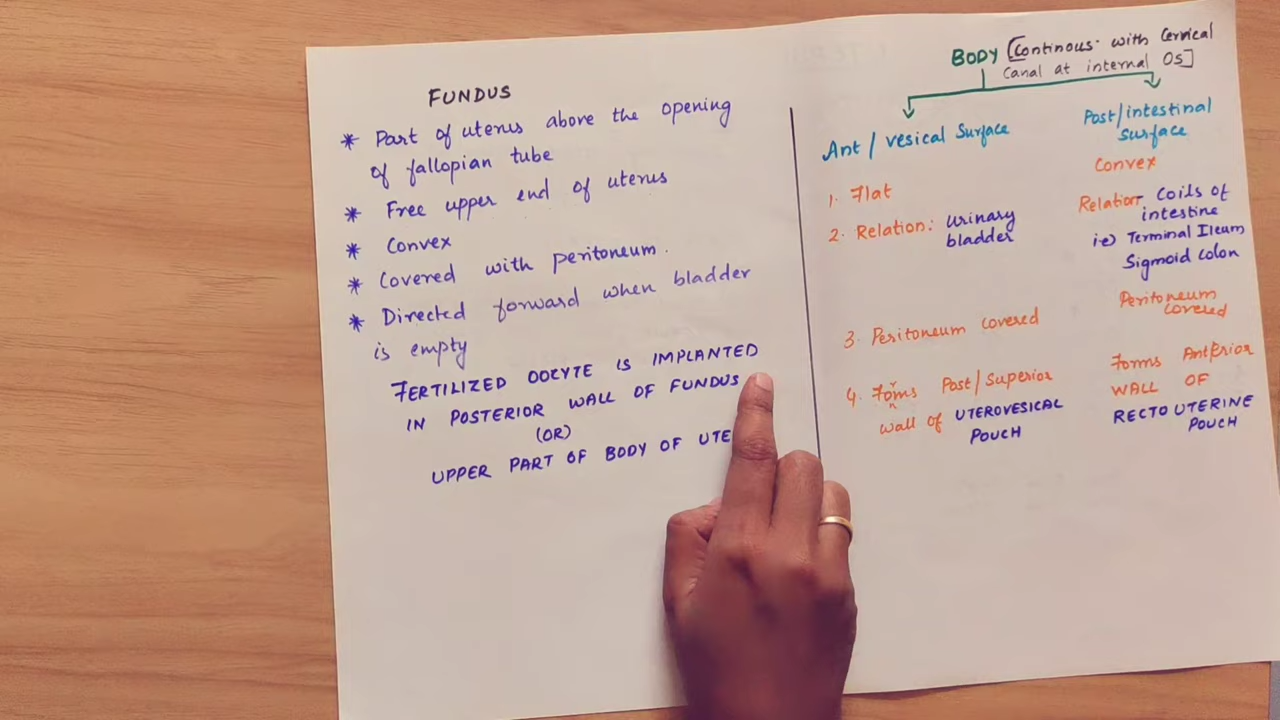 FUNDUS
* Part of uterus above the opening
of fallopian tube
* Free upper end of uterus
* Convex
* Covered with peritoneum.
* Directed forward when bladder
is empty
FERTILIZED OOCYTE IS IMPLANTED
IN POSTERIOR WALL OF FUNDUS
(OR)
UPPER PART OF BODY OF UTE
BODY [Continous with Cervical
Canal at internal Os]
Ant / vesical Surface
1. Flat
2. Relation: urinary
bladder
3. Peritoneum covered
4. Foms Post/Superior
r
wall of UTEROVESICAL
POUCH
Post/intestinal
surface
Convex
Relation- Coils of
intestine
i.e) Terminal Ileum
Sigmoid colon
Peritoneum
covered
Forms Anterior
WALL OF
RECTOUTERINE
POUCH